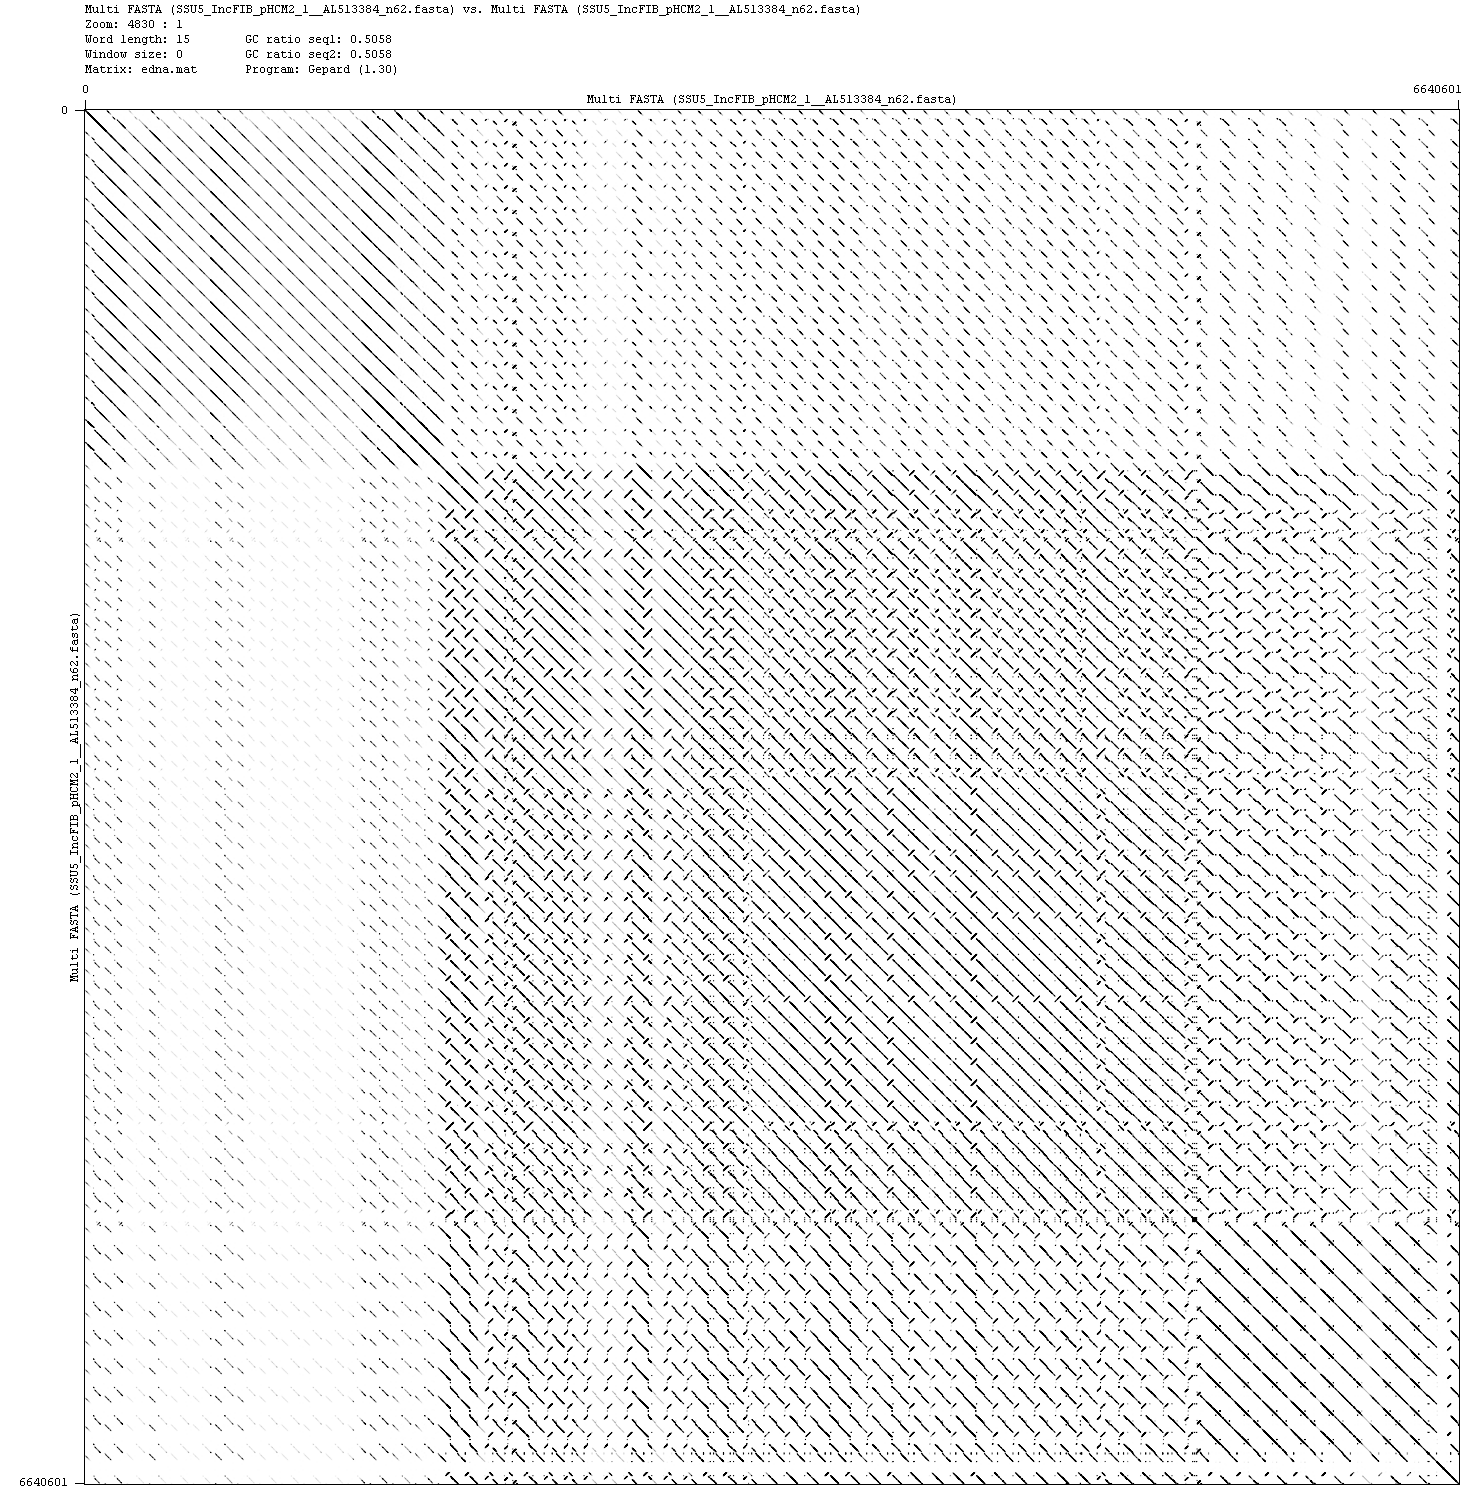 Multi FASTA (SSU5_IncFIB_pHCM2_1__AL513384_n62.fasta) vs. Multi FASTA (SSU5_IncFIB_pHCM2_1__AL513384_n62.fasta)
Zoom: 4830 : 1
Word length: 15 GC ratio seq1: 0.5058
Window size: 0 GC ratio seq2: 0.5058
Matrix: edna.mat Program: Gepard (1.30)
0 6640601
Multi FASTA (SSU5_IncFIB_pHCM2_1__AL513384_n62.fasta)
0
Multi FASTA (SSU5_IncFIB_pHCM2_1__AL513384_n62.fasta)
6640601